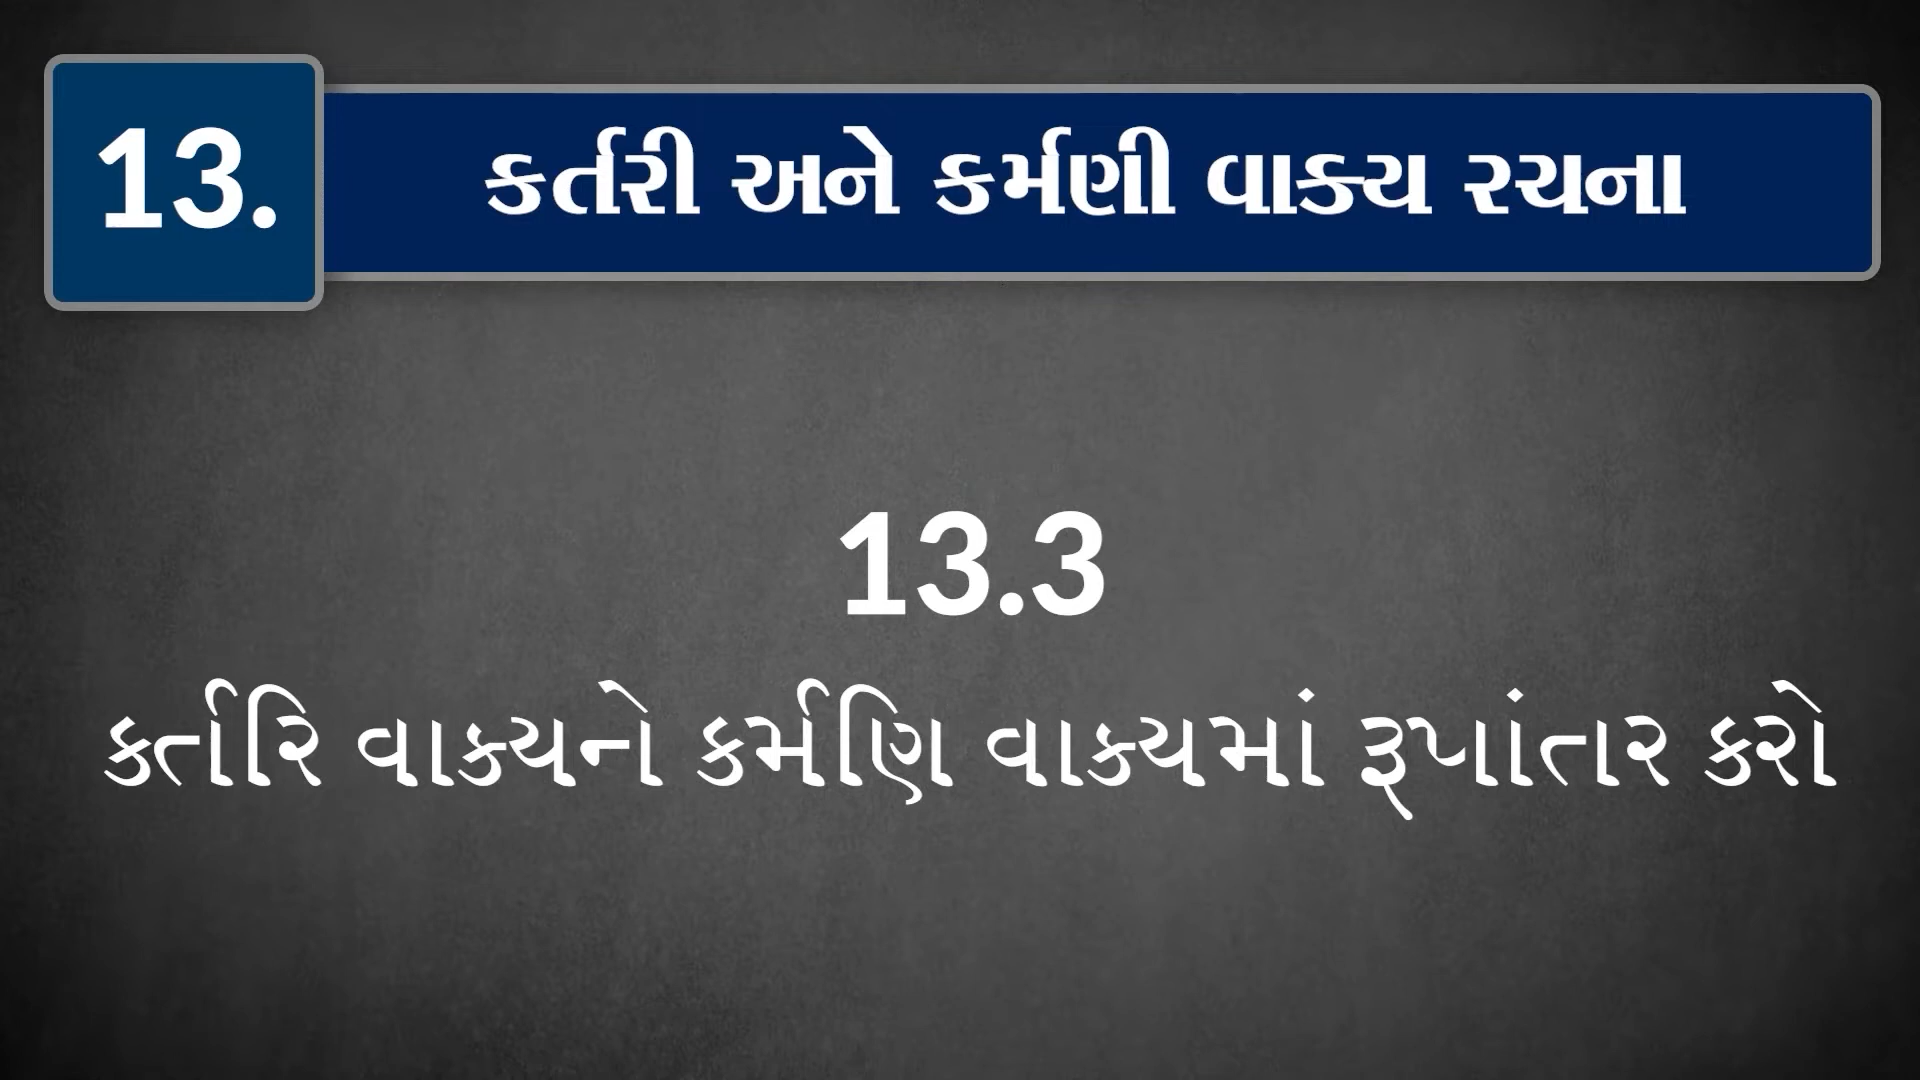 13.
કર્તરી અને કર્મણી વાક્ય રચના
13.3
કર્તરિ વાક્યને કર્મણિ વાક્યમાં રૂપાંતર કરો